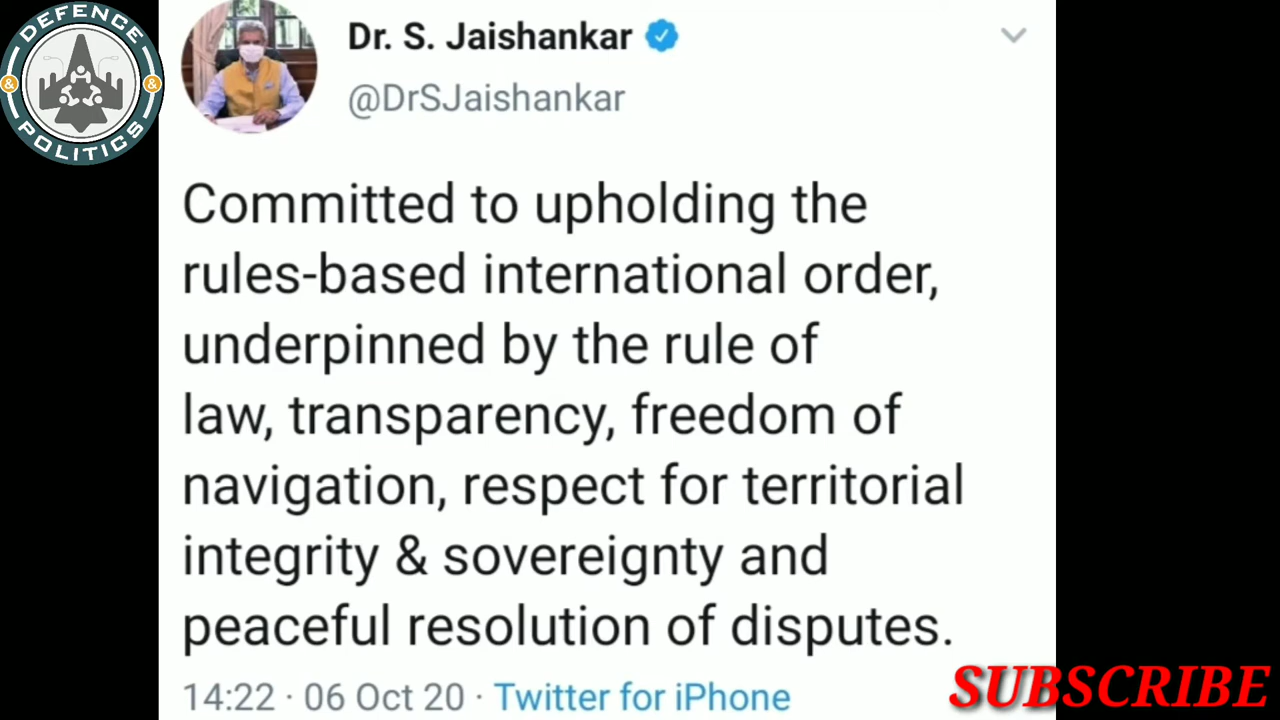 DEFENCE
&
&
POLITICS
Dr. S. Jaishankar
@DrSJaishankar
Committed to upholding the
rules-based international order,
underpinned by the rule of
law, transparency, freedom of
navigation, respect for territorial
integrity & sovereignty and
peaceful resolution of disputes.
14:22 · 06 Oct 20 · Twitter for iPhone
SUBSCRIBE